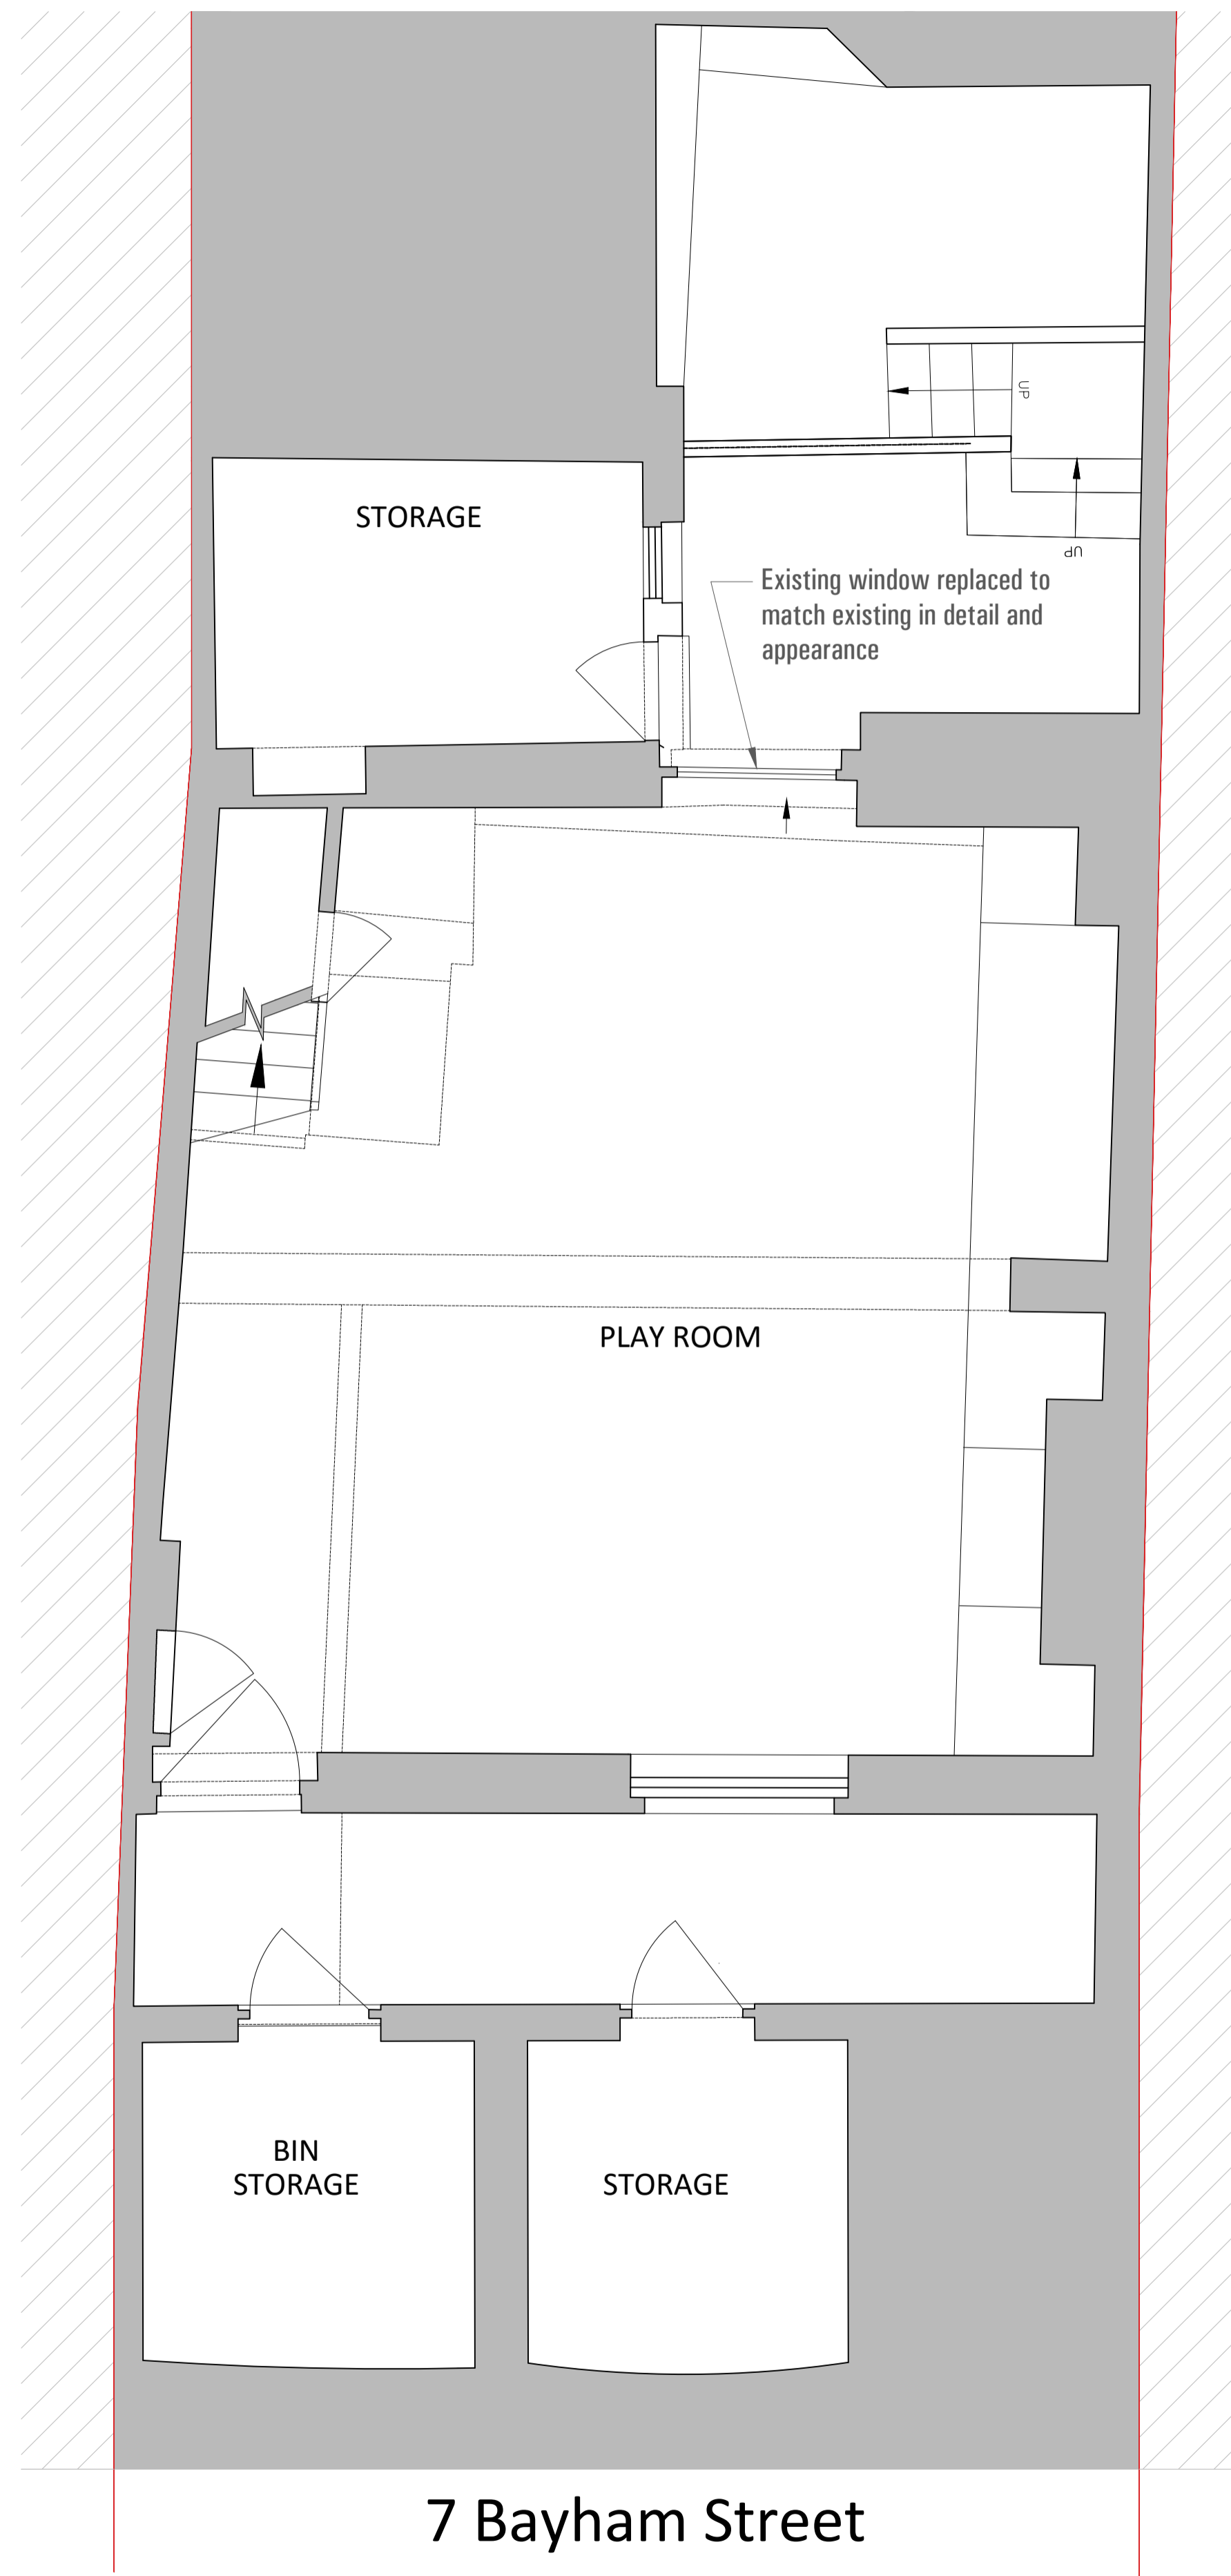 UP
STORAGE
UP
Existing window replaced to
match existing in detail and
appearance
PLAY ROOM
BIN
STORAGE
STORAGE
7 Bayham Street